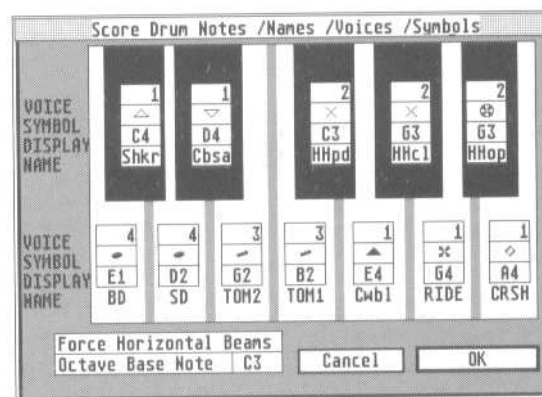 Score Drum Notes /Names /Voices /Symbols
VOICE 1 1 2 2 2
SYMBOL
DISPLAY C4 D4 C3 G3 G3
NAME Shkr Cbsa HHpd HHcl HHop
VOICE 4 4 3 3 1 1 1
SYMBOL
DISPLAY E1 D2 G2 B2 E4 G4 A4
NAME BD SD TOM2 TOM1 Cwbl RIDE CRSH
Force Horizontal Beams
Octave Base Note C3 Cancel OK